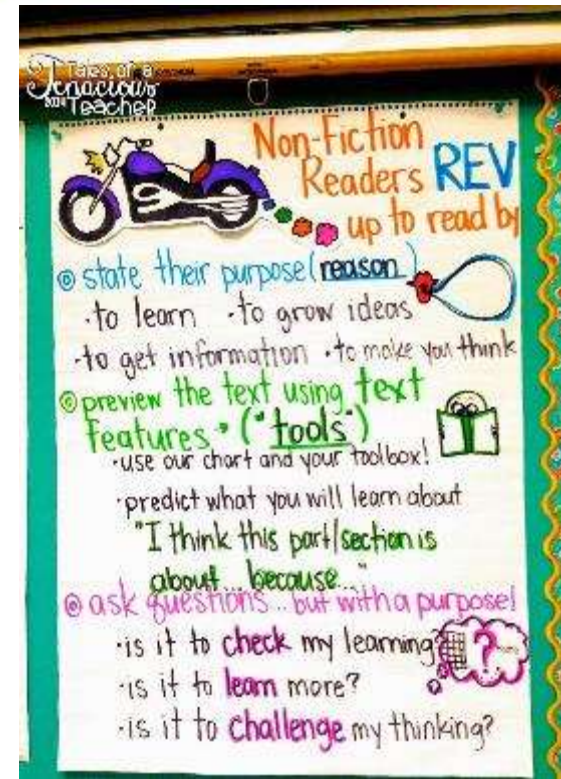 Tales of a
Tenacious
Teacher
Non-Fiction
Readers REV
up to read by
◎ state their purpose (reason)
·to learn ·to grow ideas
·to get information ·to make you think
◎ preview the text using text
features · ("tools")
·use our chart and your toolbox!
·predict what you will learn about
"I think this part/section is
about... because..."
◎ ask questions...but with a purpose!
·is it to check my learning?
?
·is it to learn more?
·is it to challenge my thinking?